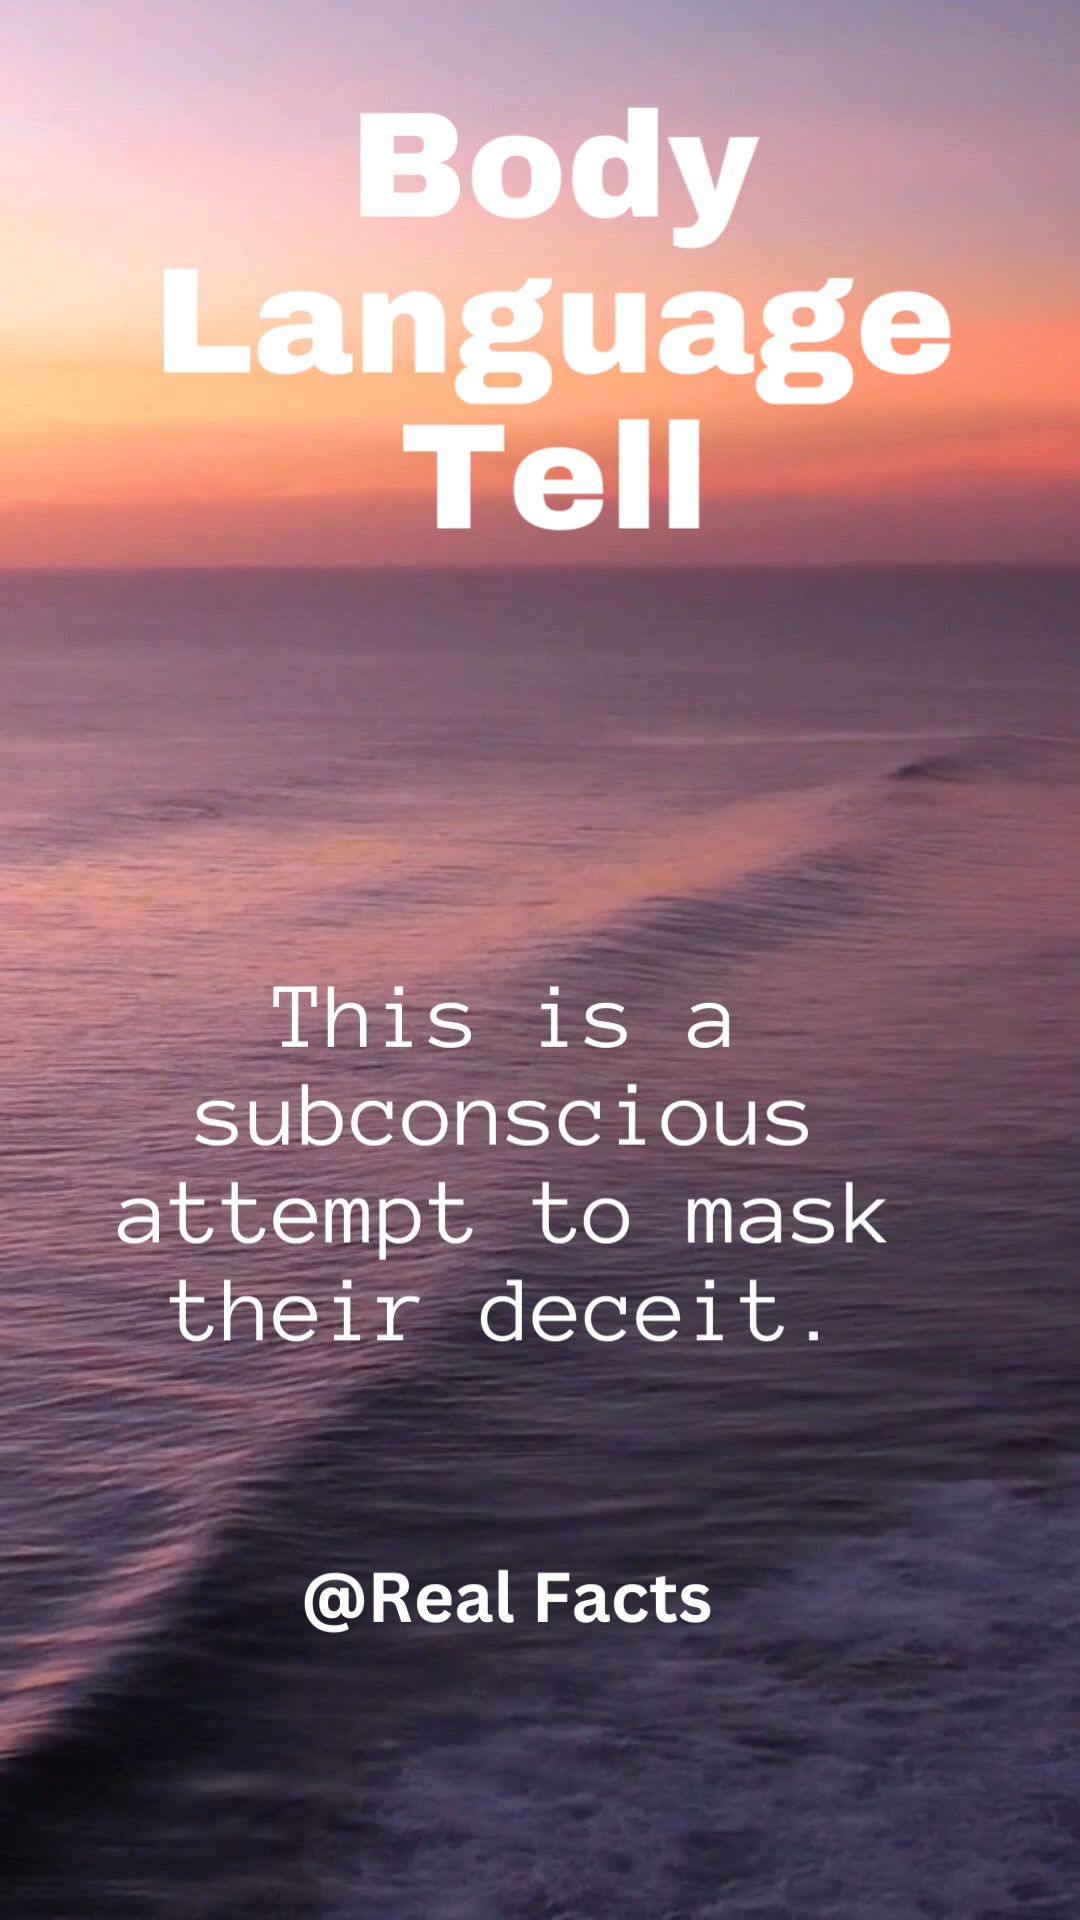 Body
Language
Tell
This is a
subconscious
attempt to mask
their deceit.
@Real Facts